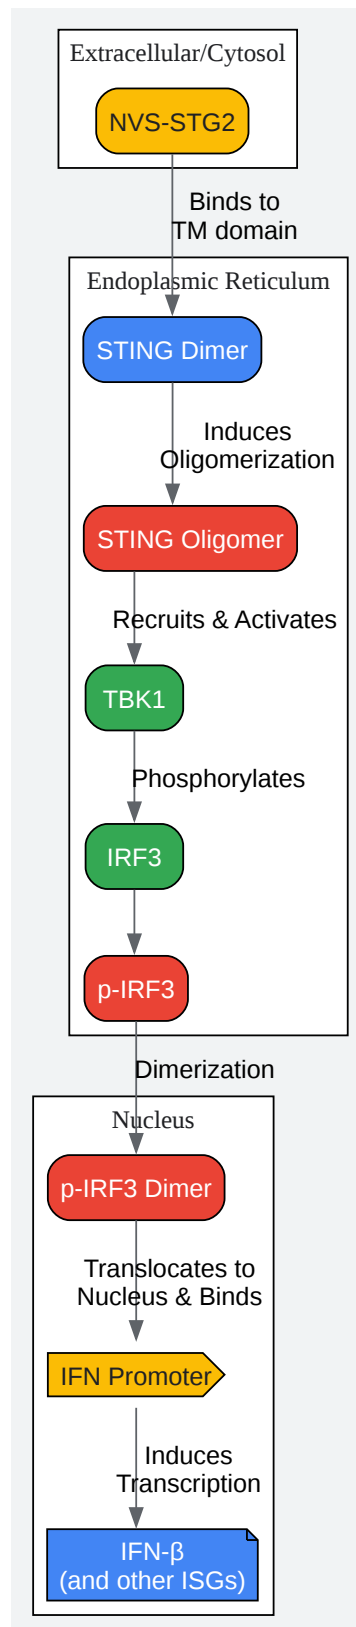 Extracellular/Cytosol
NVS-STG2
Binds to
TM domain
Endoplasmic Reticulum
STING Dimer
Induces
Oligomerization
STING Oligomer
Recruits & Activates
TBK1
Phosphorylates
IRF3
p-IRF3
Dimerization
Nucleus
p-IRF3 Dimer
Translocates to
Nucleus & Binds
IFN Promoter
Induces
Transcription
IFN-β
(and other ISGs)